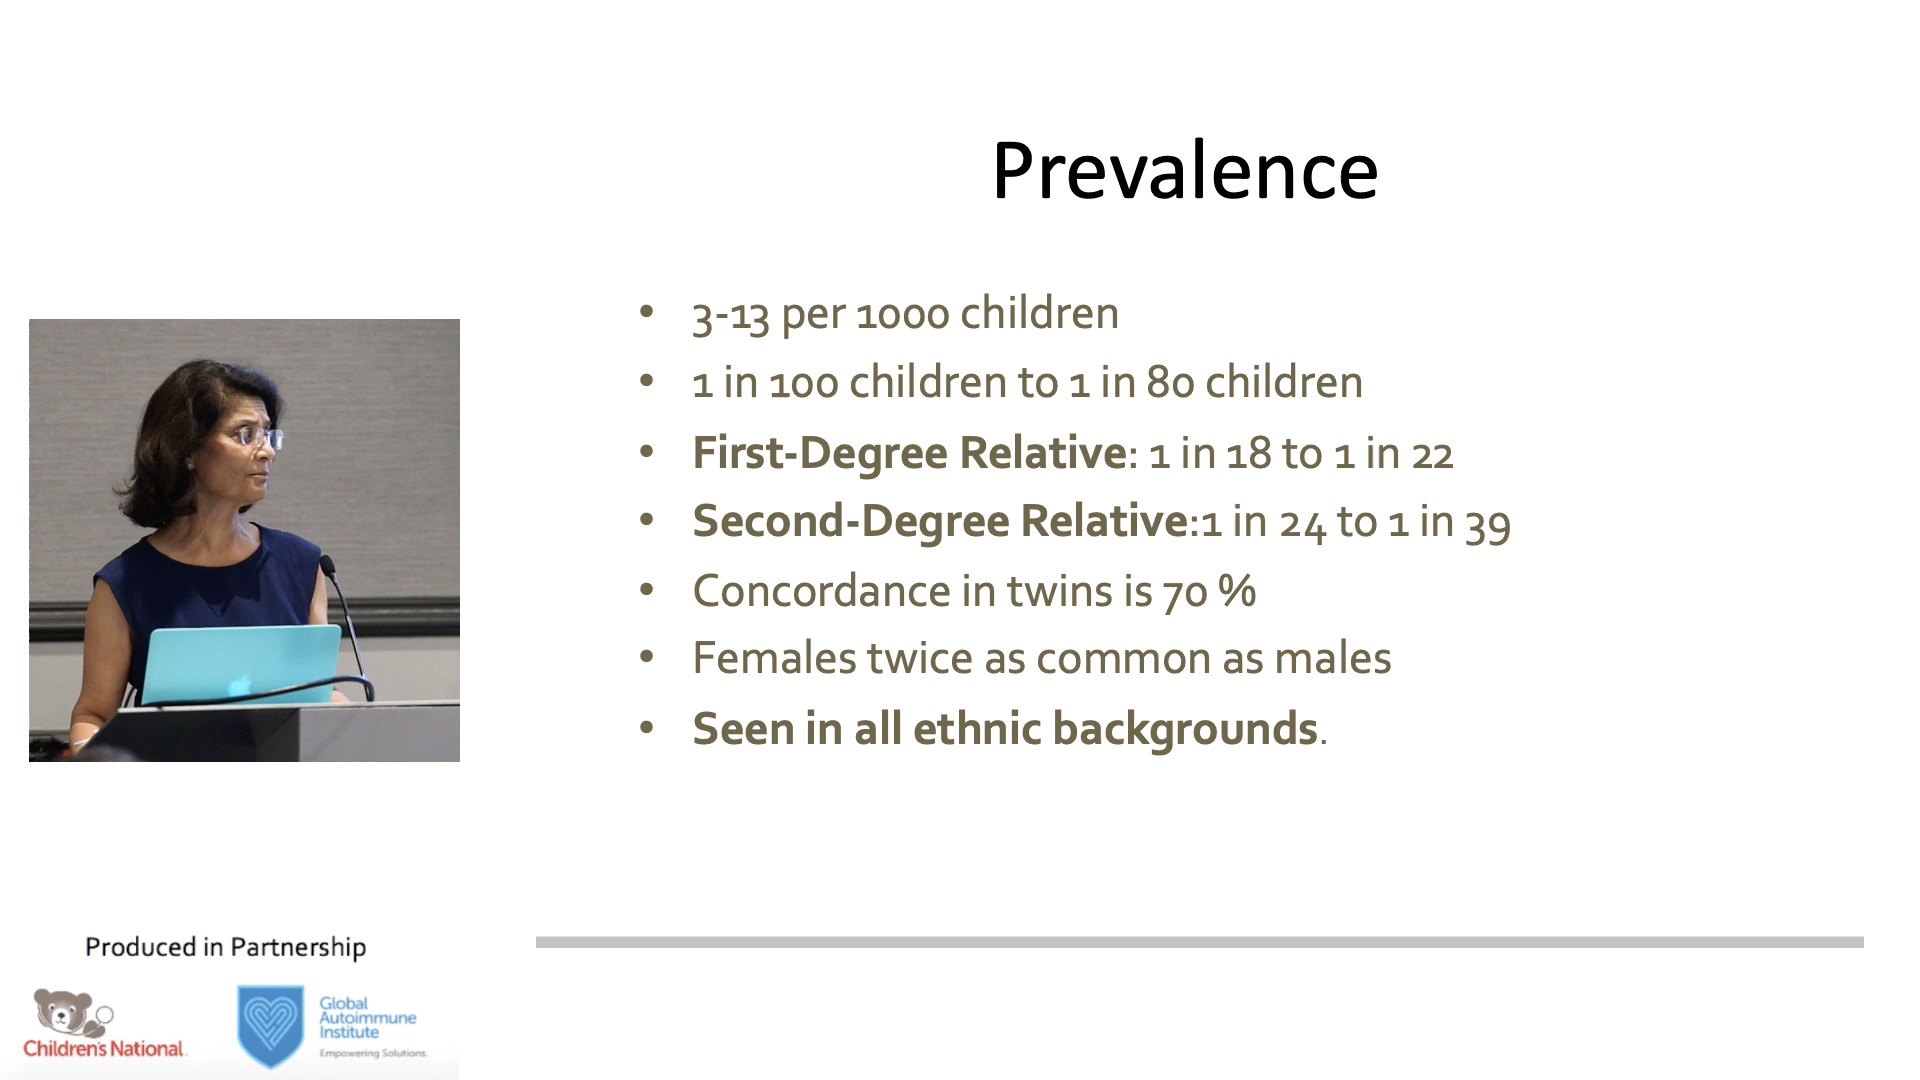 Prevalence
• 3-13 per 1000 children
• 1 in 100 children to 1 in 80 children
• First-Degree Relative: 1 in 18 to 1 in 22
• Second-Degree Relative:1 in 24 to 1 in 39
• Concordance in twins is 70 %
• Females twice as common as males
• Seen in all ethnic backgrounds.
Produced in Partnership
Children's National.
Global
Autoimmune
Institute
Empowering Solutions.